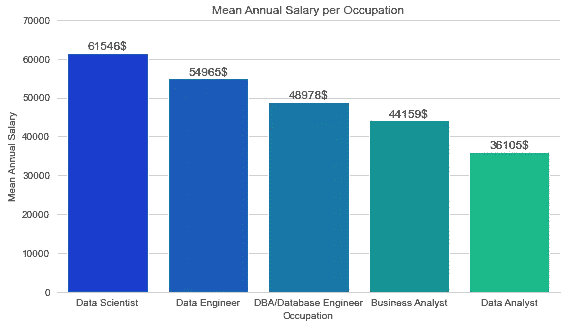 Mean Annual Salary per Occupation
70000
60000
50000
40000
30000
20000
10000
0
Mean Annual Salary
61546$
54965$
48978$
44159$
36105$
Data Scientist
Data Engineer
DBA/Database Engineer
Business Analyst
Data Analyst
Occupation